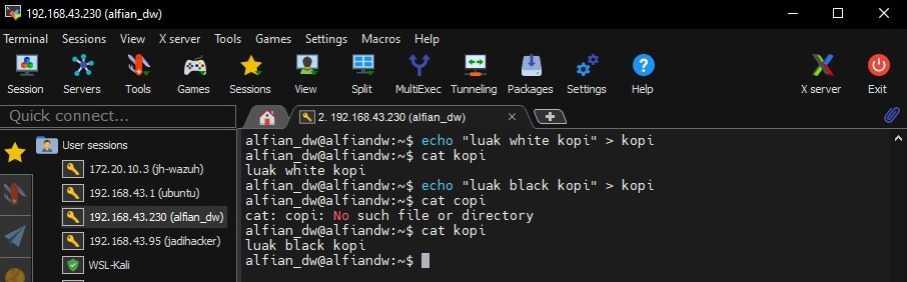 192.168.43.230 (alfian_dw)
Terminal Sessions View X server Tools Games Settings Macros Help
Session Servers Tools Games Sessions View Split MultiExec Tunneling Packages Settings Help X server Exit
Quick connect...
2. 192.168.43.230 (alfian_dw)
User sessions
172.20.10.3 (jh-wazuh)
192.168.43.1 (ubuntu)
192.168.43.230 (alfian_dw)
192.168.43.95 (jadihacker)
WSL-Kali
alfian_dw@alfiandw:~$ echo "luak white kopi" > kopi
alfian_dw@alfiandw:~$ cat kopi
luak white kopi
alfian_dw@alfiandw:~$ echo "luak black kopi" > kopi
alfian_dw@alfiandw:~$ cat copi
cat: copi: No such file or directory
alfian_dw@alfiandw:~$ cat kopi
luak black kopi
alfian_dw@alfiandw:~$